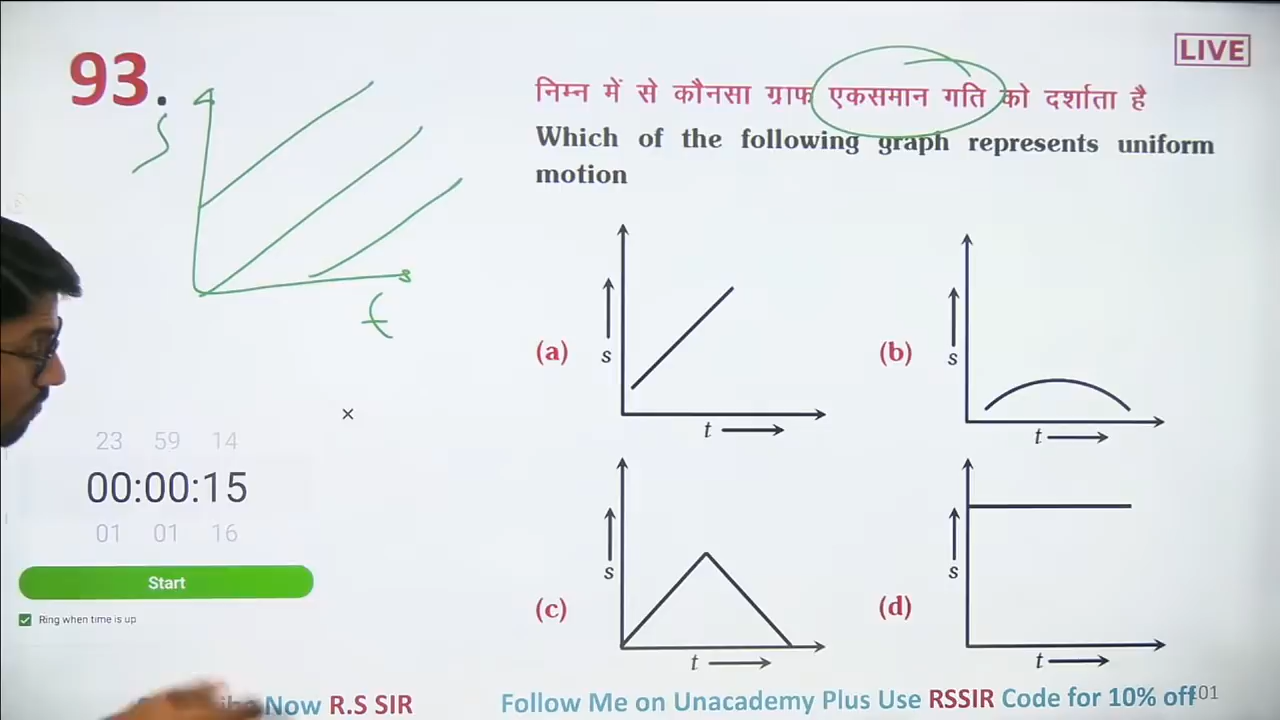 LIVE
93.
निम्न में से कौनसा ग्राफ एकसमान गति को दर्शाता है
Which of the following graph represents uniform
motion
s
t
(a)
s
t
(b)
s
t
(c)
s
t
(d)
s
t
23 59 14
00:00:15
01 01 16
Start
Ring when time is up
Now R.S SIR
Follow Me on Unacademy Plus Use RSSIR Code for 10% off